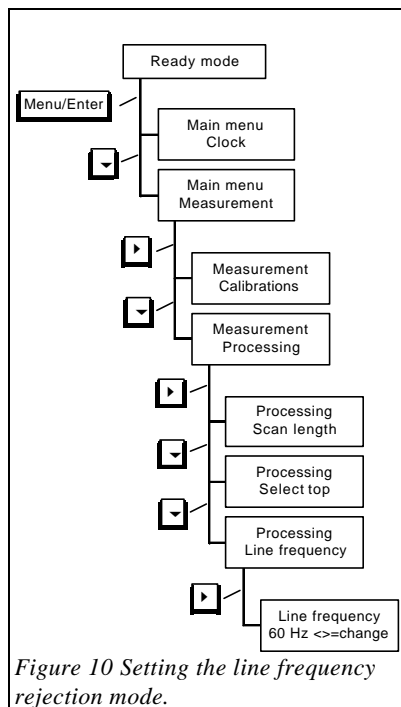 Ready mode
Menu/Enter
Main menu
Clock
Main menu
Measurement
Measurement
Calibrations
Measurement
Processing
Processing
Scan length
Processing
Select top
Processing
Line frequency
Line frequency
60 Hz <>=change
Figure 10 Setting the line frequency
rejection mode.